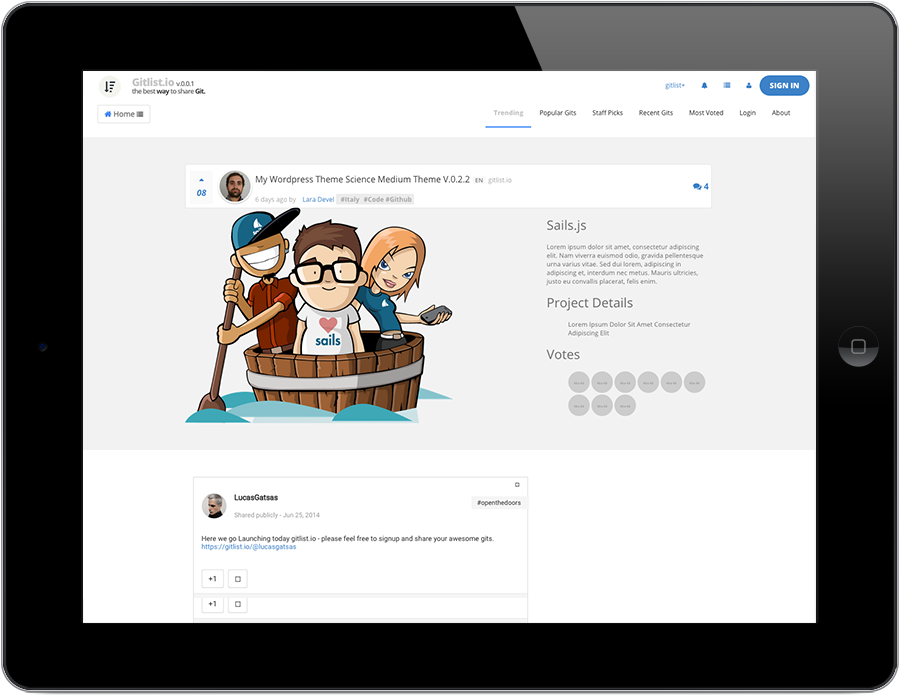 Gitlist.io v.0.0.1
the best way to share Git.
gitlist+
SIGN IN
Home
Trending
Popular Gits
Staff Picks
Recent Gits
Most Voted
Login
About
08
My Wordpress Theme Science Medium Theme V.0.2.2 EN gitlist.io
6 days ago by Lara Devel #Italy #Code #Github
4
sails
Sails.js
Lorem ipsum dolor sit amet, consectetur adipiscing
elit. Nam viverra euismod odio, gravida pellentesque
urna varius vitae. Sed dui lorem, adipiscing in
adipiscing et, interdum nec metus. Mauris ultricies,
justo eu convallis placerat, felis enim.
Project Details
Lorem Ipsum Dolor Sit Amet Consectetur
Adipiscing Elit
Votes
LucasGatsas
Shared publicly - Jun 25, 2014
#openthedoors
Here we go Launching today gitlist.io - please feel free to signup and share your awesome gits.
https://gitlist.io/@lucasgatsas
+1
+1